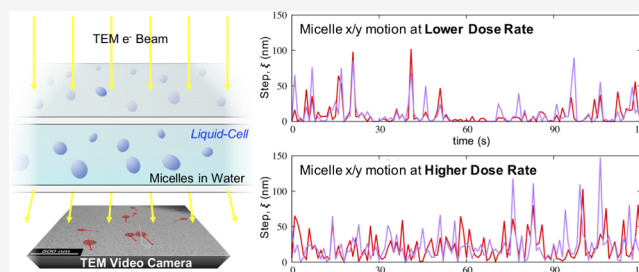 TEM e- Beam
Liquid-Cell
Micelles in Water
500 nm
TEM Video Camera
Micelle x/y motion at Lower Dose Rate
Step, ξ (nm)
150
100
50
0
0
30
60
90
time (s)
Micelle x/y motion at Higher Dose Rate
Step, ξ (nm)
150
100
50
0
0
30
60
90